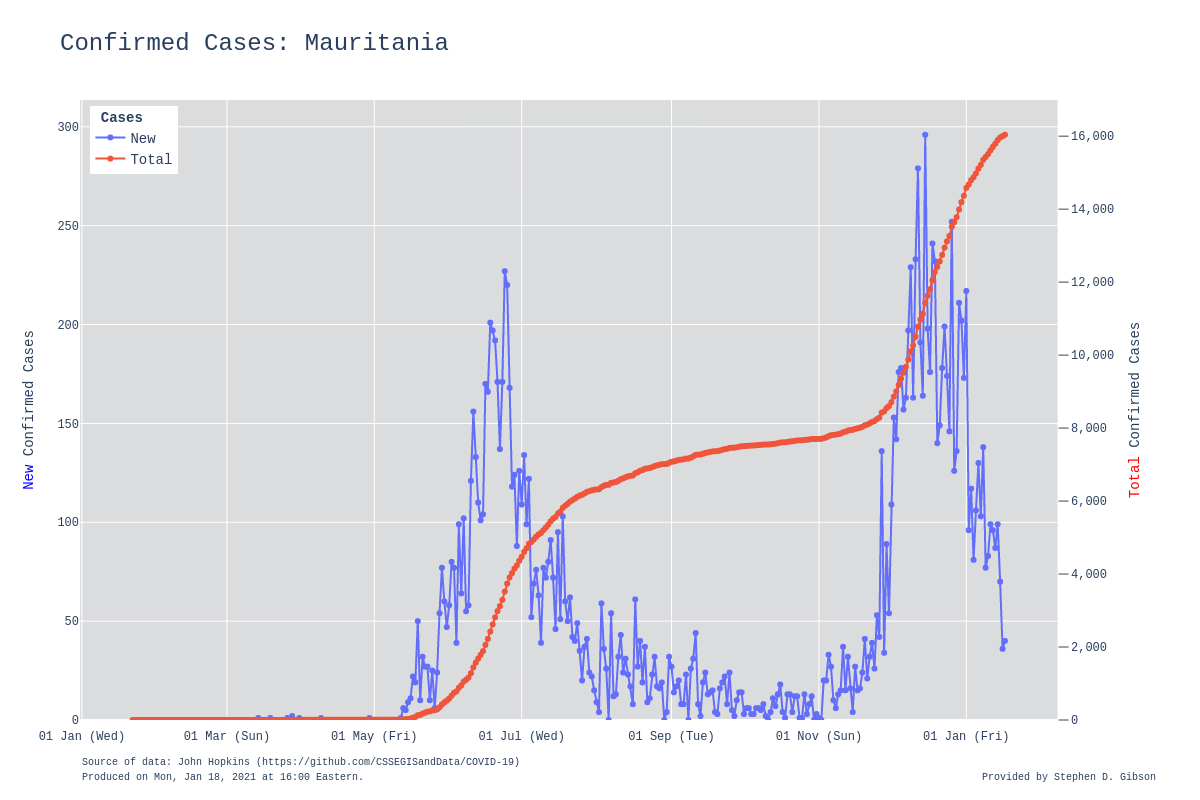 Confirmed Cases: Mauritania
Cases
New
Total
300
250
200
150
100
50
0
16,000
14,000
12,000
10,000
8,000
6,000
4,000
2,000
0
New Confirmed Cases
Total Confirmed Cases
01 Jan (Wed)
01 Mar (Sun)
01 May (Fri)
01 Jul (Wed)
01 Sep (Tue)
01 Nov (Sun)
01 Jan (Fri)
Source of data: John Hopkins (https://github.com/CSSEGISandData/COVID-19)
Produced on Mon, Jan 18, 2021 at 16:00 Eastern.
Provided by Stephen D. Gibson